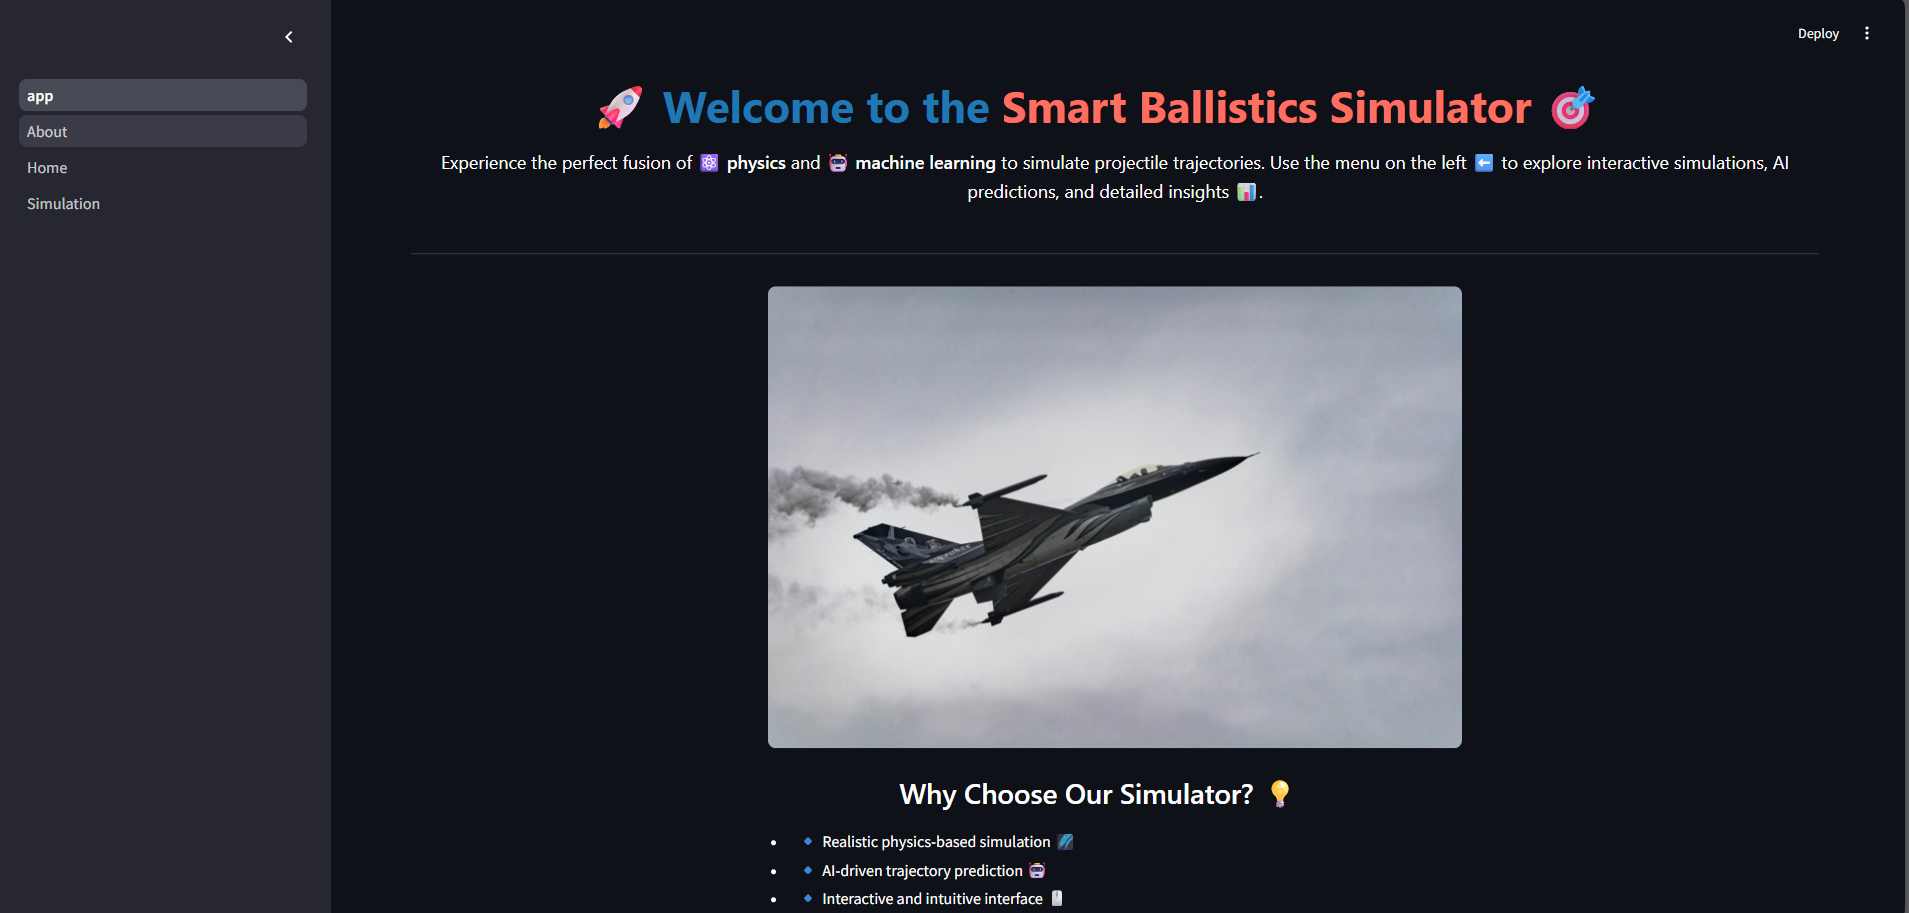 Deploy
app
About
Home
Simulation
🚀 Welcome to the Smart Ballistics Simulator 🎯
Experience the perfect fusion of ⚛️ physics and 🤖 machine learning to simulate projectile trajectories. Use the menu on the left ⬅️ to explore interactive simulations, AI
predictions, and detailed insights 📊.
Why Choose Our Simulator? 💡
• 🔹 Realistic physics-based simulation 🌌
• 🔹 AI-driven trajectory prediction 🤖
• 🔹 Interactive and intuitive interface 🖱️